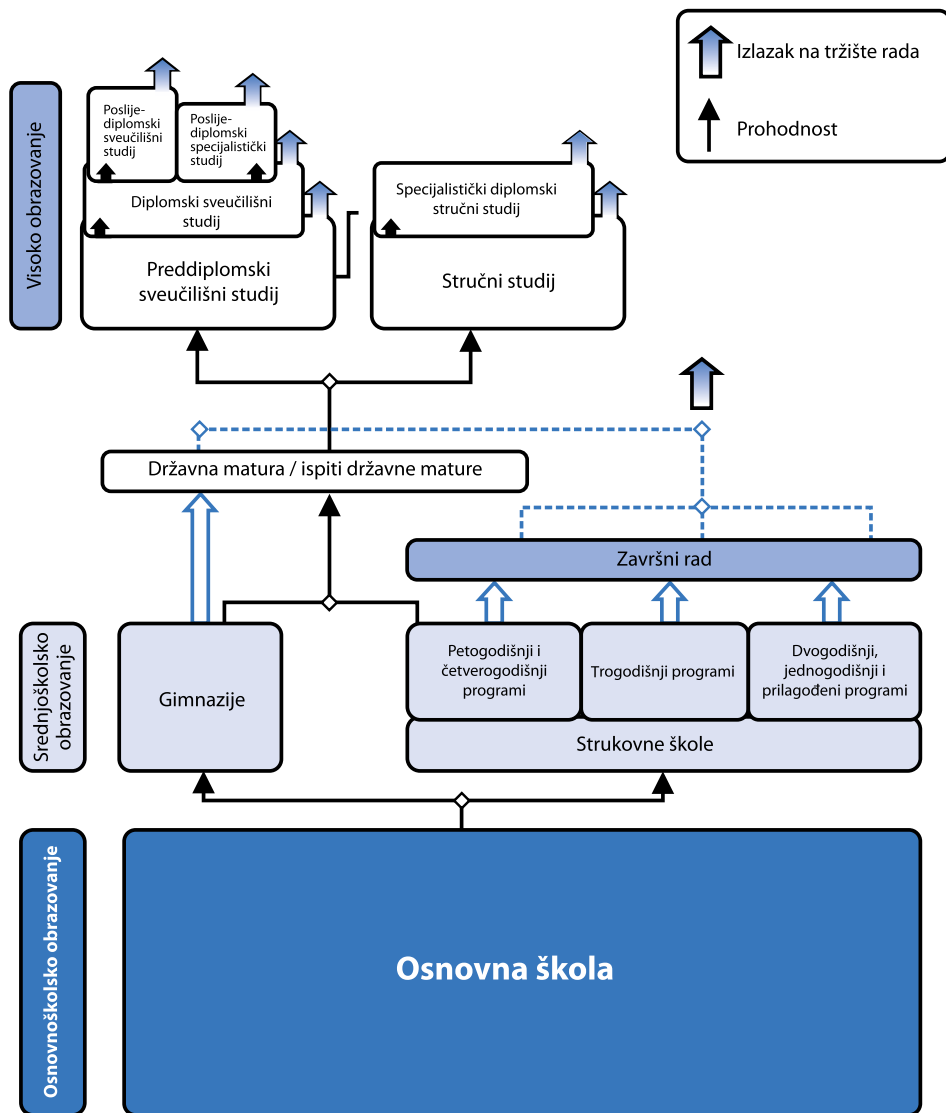 Izlazak na tržište rada
Prohodnost
Visoko obrazovanje
Poslije-
diplomski
sveučilišni
studij
Poslije-
diplomski
specijalistički
studij
Diplomski sveučilišni
studij
Preddiplomski
sveučilišni studij
Specijalistički diplomski
stručni studij
Stručni studij
Državna matura / ispiti državne mature
Završni rad
Srednjoškolsko
obrazovanje
Gimnazije
Petogodišnji i
četverogodišnji
programi
Trogodišnji programi
Dvogodišnji,
jednogodišnji i
prilagođeni programi
Strukovne škole
Osnovnoškolsko obrazovanje
Osnovna škola